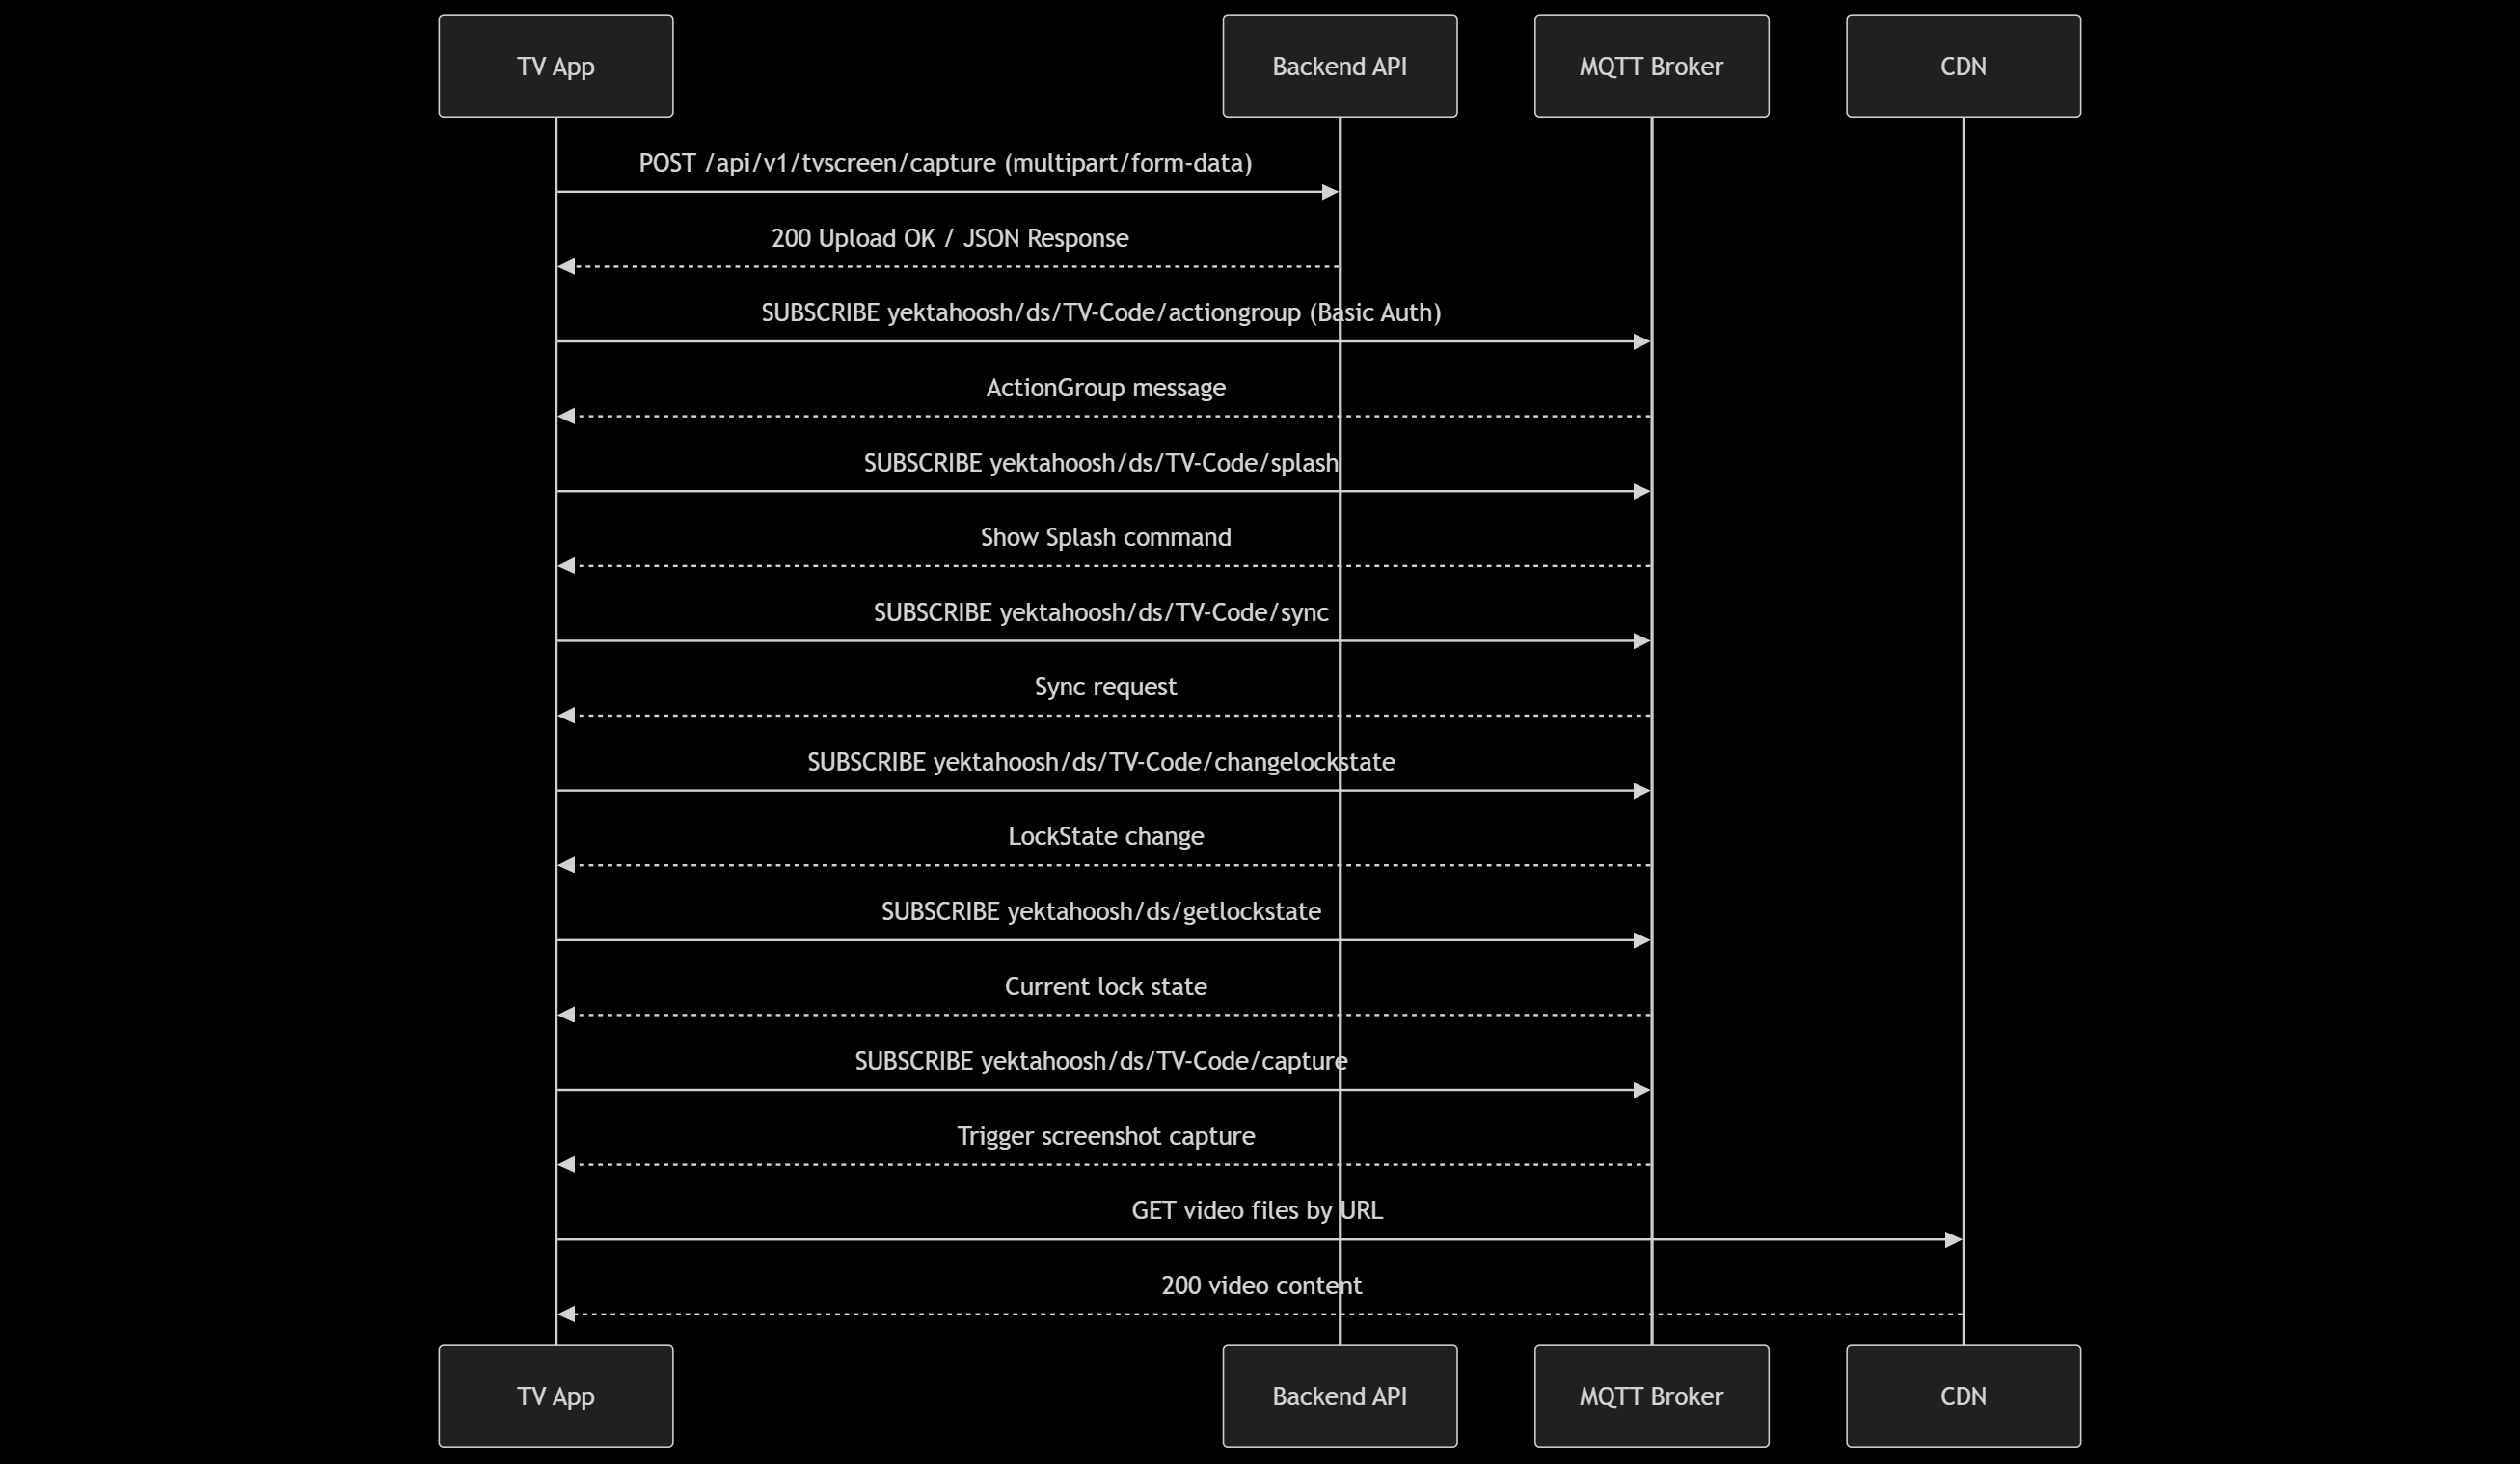 TV App
Backend API
MQTT Broker
CDN
POST /api/v1/tvscreen/capture (multipart/form-data)
200 Upload OK / JSON Response
SUBSCRIBE yektahoosh/ds/TV-Code/actiongroup (Basic Auth)
ActionGroup message
SUBSCRIBE yektahoosh/ds/TV-Code/splash
Show Splash command
SUBSCRIBE yektahoosh/ds/TV-Code/sync
Sync request
SUBSCRIBE yektahoosh/ds/TV-Code/changelockstate
LockState change
SUBSCRIBE yektahoosh/ds/getlockstate
Current lock state
SUBSCRIBE yektahoosh/ds/TV-Code/capture
Trigger screenshot capture
GET video files by URL
200 video content
TV App
Backend API
MQTT Broker
CDN